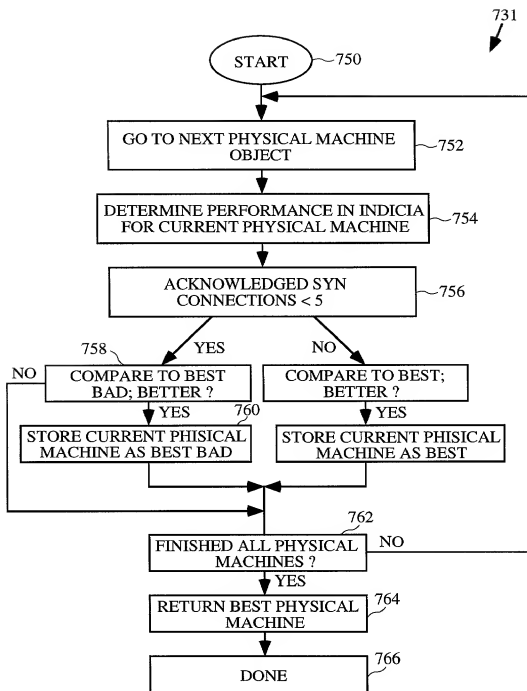 731
START
750
GO TO NEXT PHYSICAL MACHINE
OBJECT
752
DETERMINE PERFORMANCE IN INDICIA
FOR CURRENT PHYSICAL MACHINE
754
ACKNOWLEDGED SYN
CONNECTIONS < 5
756
YES
NO
758
NO
COMPARE TO BEST
BAD; BETTER ?
COMPARE TO BEST;
BETTER ?
YES
760
YES
STORE CURRENT PHISICAL
MACHINE AS BEST BAD
STORE CURRENT PHYSICAL
MACHINE AS BEST
762
FINISHED ALL PHYSICAL
MACHINES ?
NO
YES
RETURN BEST PHYSICAL
MACHINE
764
DONE
766